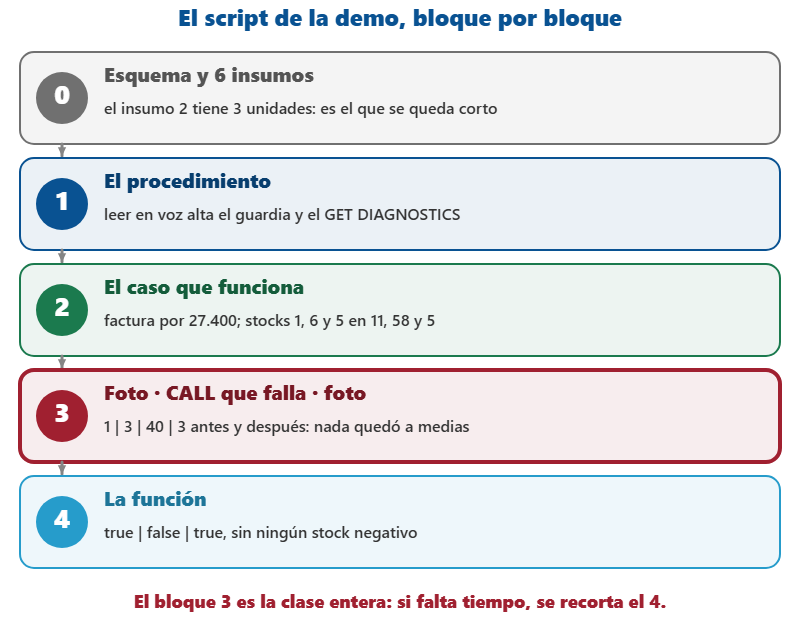 El script de la demo, bloque por bloque
0
Esquema y 6 insumos
el insumo 2 tiene 3 unidades: es el que se queda corto
1
El procedimiento
leer en voz alta el guardia y el GET DIAGNOSTICS
2
El caso que funciona
factura por 27.400; stocks 1, 6 y 5 en 11, 58 y 5
3
Foto · CALL que falla · foto
1 | 3 | 40 | 3 antes y después: nada quedó a medias
4
La función
true | false | true, sin ningún stock negativo
El bloque 3 es la clase entera: si falta tiempo, se recorta el 4.